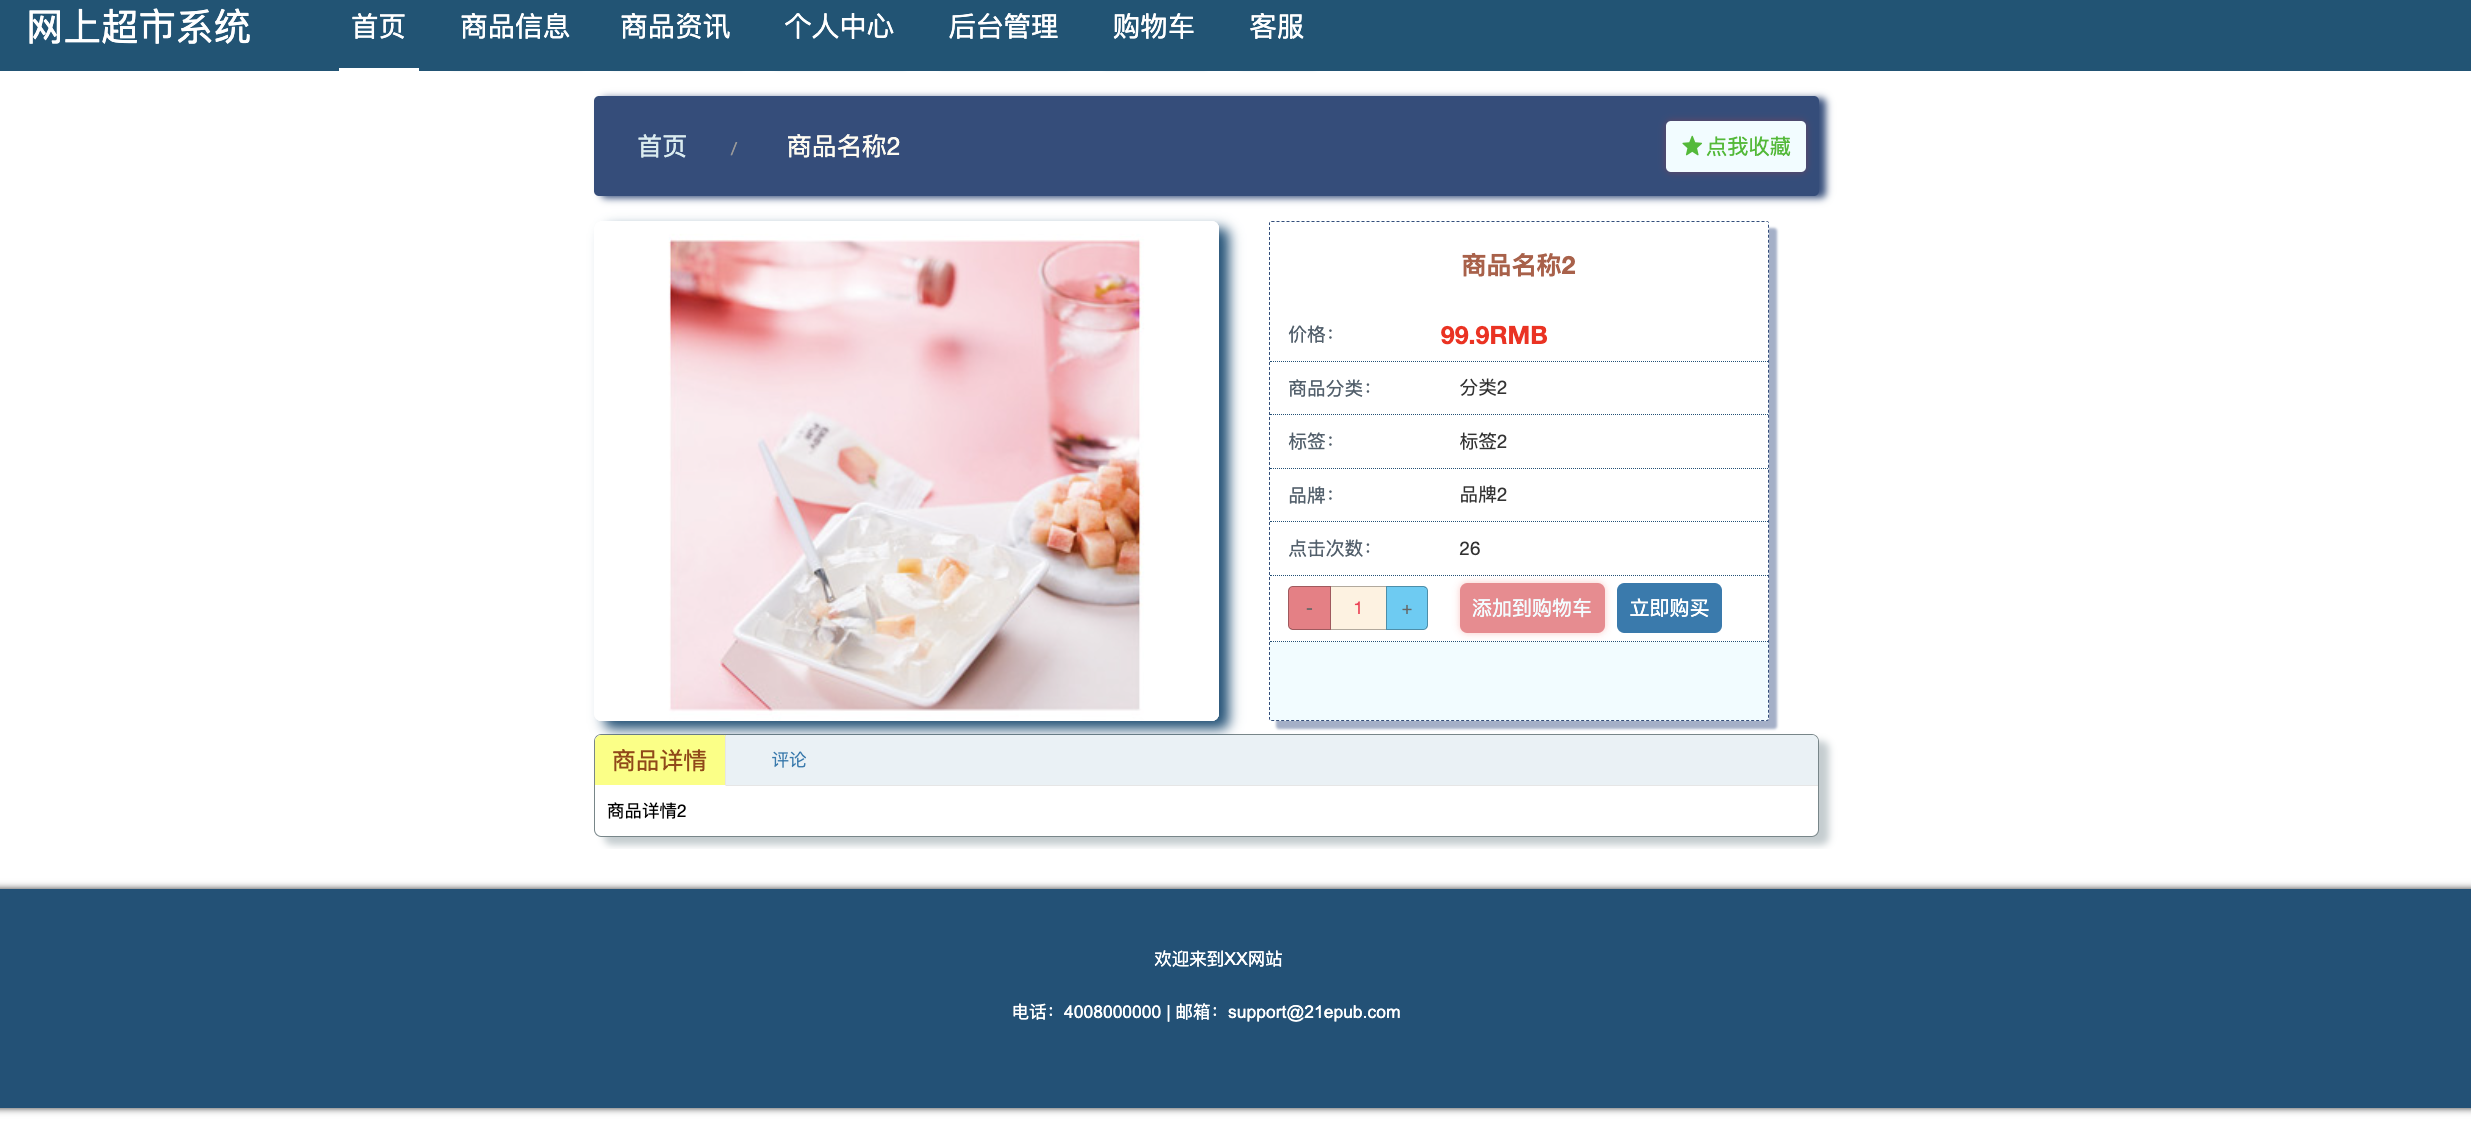 网上超市系统 首页 商品信息 商品资讯 个人中心 后台管理 购物车 客服
首页 / 商品名称2 点我收藏
商品名称2
价格： 99.9RMB
商品分类： 分类2
标签： 标签2
品牌： 品牌2
点击次数： 26
- 1 + 添加到购物车 立即购买
商品详情 评论
商品详情2
欢迎来到XX网站
电话：4008000000 | 邮箱：support@21epub.com